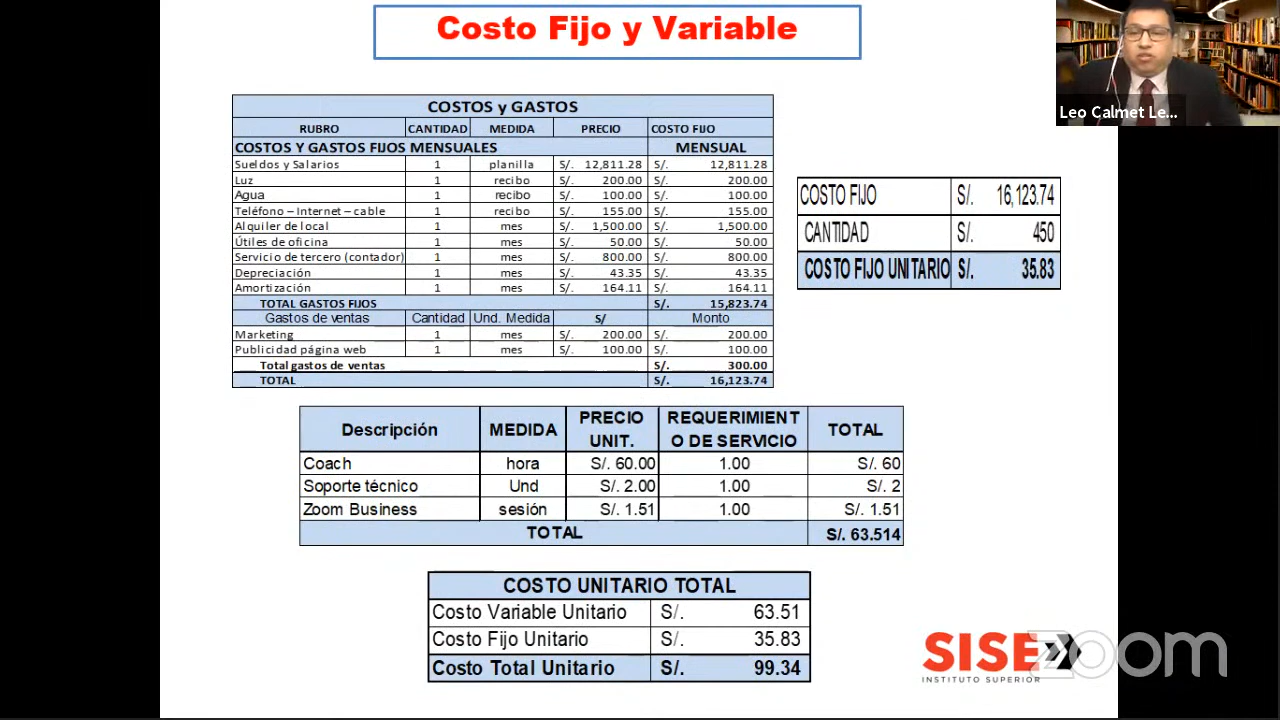 Costo Fijo y Variable
Leo Calmet Le...
COSTOS y GASTOS
RUBRO CANTIDAD MEDIDA PRECIO COSTO FIJO
COSTOS Y GASTOS FIJOS MENSUALES MENSUAL
Sueldos y Salarios 1 planilla S/. 12,811.28 S/. 12,811.28
Luz 1 recibo S/. 200.00 S/. 200.00
Agua 1 recibo S/. 100.00 S/. 100.00
Teléfono – Internet – cable 1 recibo S/. 155.00 S/. 155.00
Alquiler de local 1 mes S/. 1,500.00 S/. 1,500.00
Útiles de oficina 1 mes S/. 50.00 S/. 50.00
Servicio de tercero (contador) 1 mes S/. 800.00 S/. 800.00
Depreciación 1 mes S/. 43.35 S/. 43.35
Amortización 1 mes S/. 164.11 S/. 164.11
TOTAL GASTOS FIJOS S/. 15,823.74
Gastos de ventas Cantidad Und. Medida S/ Monto
Marketing 1 mes S/. 200.00 S/. 200.00
Publicidad página web 1 mes S/. 100.00 S/. 100.00
Total gastos de ventas S/. 300.00
TOTAL S/. 16,123.74
COSTO FIJO S/. 16,123.74
CANTIDAD S/. 450
COSTO FIJO UNITARIO S/. 35.83
Descripción MEDIDA PRECIO UNIT. REQUERIMIENT O DE SERVICIO TOTAL
Coach hora S/. 60.00 1.00 S/. 60
Soporte técnico Und S/. 2.00 1.00 S/. 2
Zoom Business sesión S/. 1.51 1.00 S/. 1.51
TOTAL S/. 63.514
COSTO UNITARIO TOTAL
Costo Variable Unitario S/. 63.51
Costo Fijo Unitario S/. 35.83
Costo Total Unitario S/. 99.34
SISE
INSTITUTO SUPERIOR
zoom